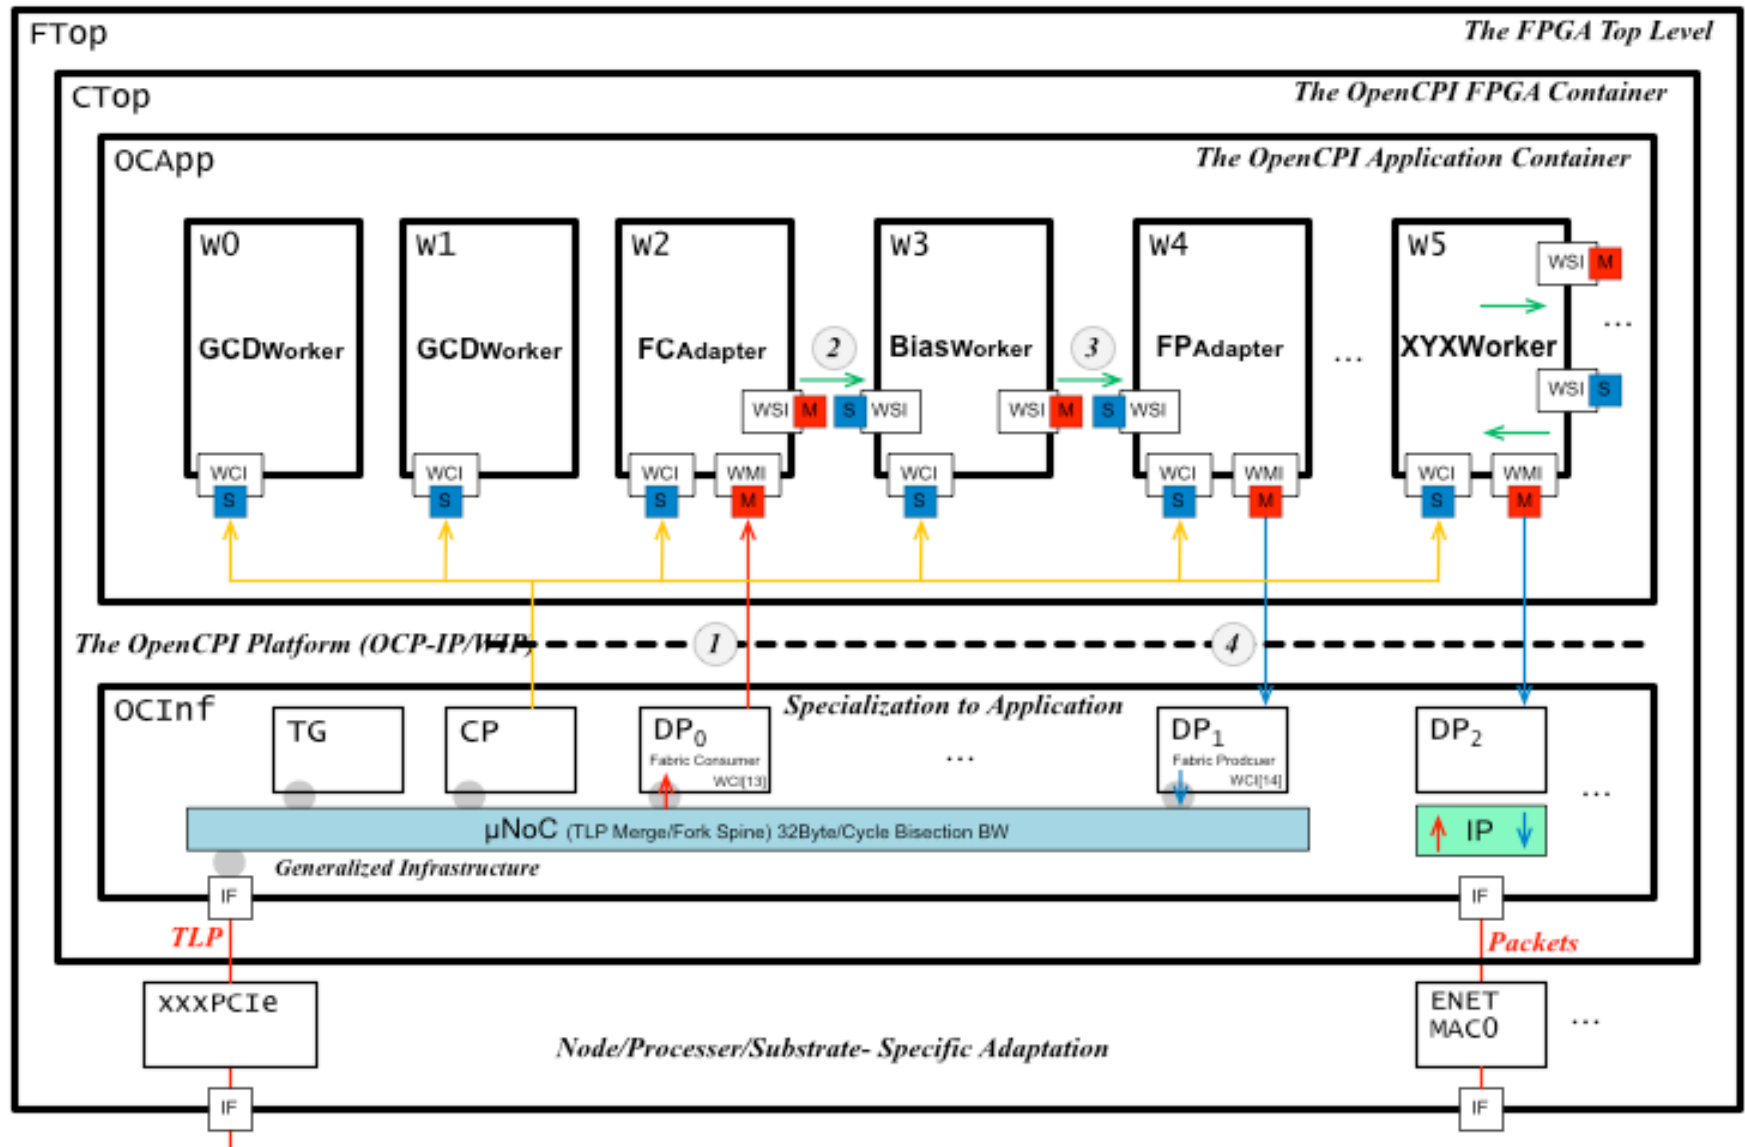 FTop
The FPGA Top Level
CTop
The OpenCPI FPGA Container
OCApp
The OpenCPI Application Container
W0
W1
W2
W3
W4
W5
WSI M
GCDWorker
GCDWorker
FCAdapter
2
BiasWorker
3
FPAdapter
...
XYXWorker
...
WSI S
WSI M
S WSI
WSI M
S WSI
WCI
WCI
WCI
WMI
WCI
WCI
WMI
WCI
WMI
S
S
S
M
S
S
M
S
M
The OpenCPI Platform (OCP-IP/WIP)
1
4
OCInf
Specialization to Application
TG
CP
DP0
Fabric Consumer
WCI[13]
...
DP1
Fabric Prodcuer
WCI[14]
DP2
...
µNoC (TLP Merge/Fork Spine) 32Byte/Cycle Bisection BW
IP
Generalized Infrastructure
IF
IF
TLP
Packets
xxxPCIe
ENET
MAC0
...
Node/Processer/Substrate- Specific Adaptation
IF
IF